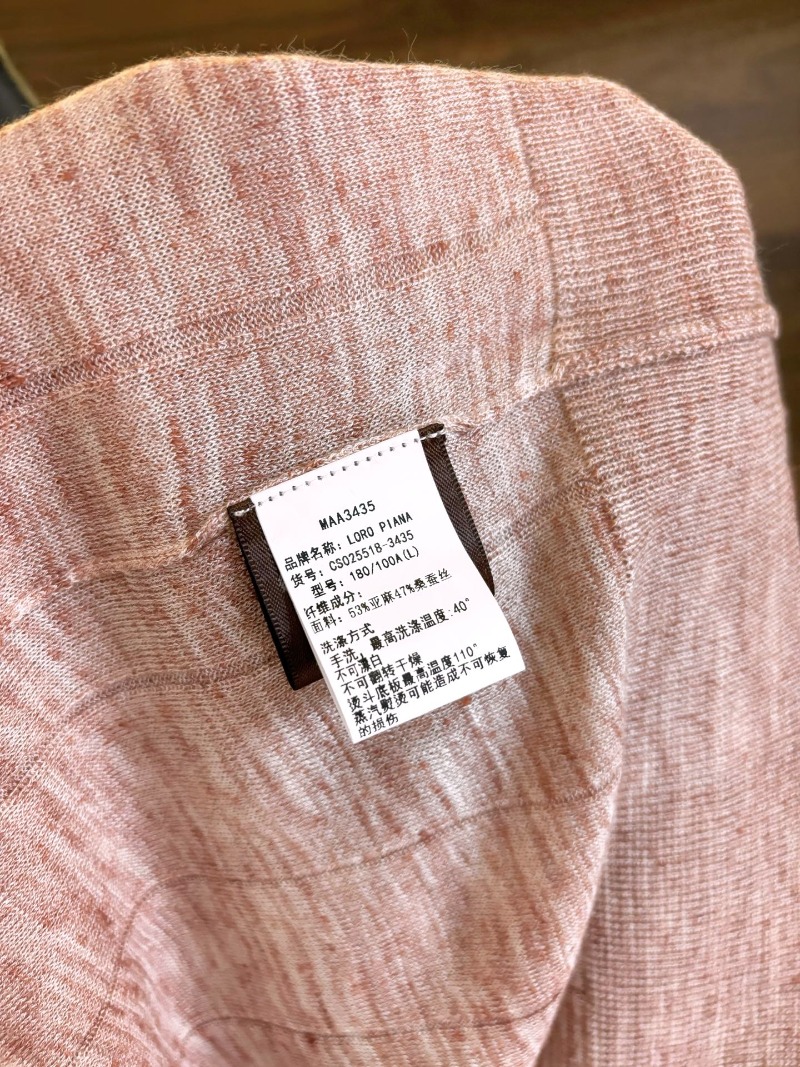 MAA3435
品牌名称: LORO PIANA
货号: CS025518-3435
型号: 180/100A(L)
纤维成分:
面料: 53%亚麻47%桑蚕丝
洗涤方式
手洗, 最高洗涤温度:40°
不可漂白
不可翻转干燥
烫斗底板最高温度110°
蒸汽熨烫可能造成不可恢复
的损伤